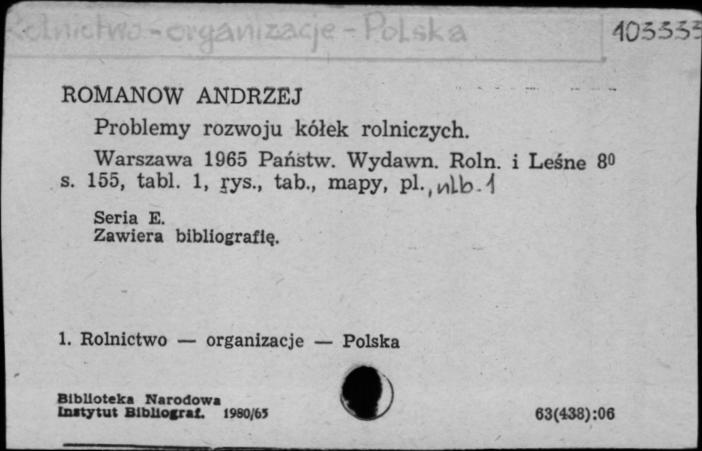 Rolnictwo - organizacje - Polska
ROMANOW ANDRZEJ
Problemy rozwoju kółek rolniczych.
Warszawa 1965 Państw. Wydawn. Roln. i Leśne 8⁰
s. 155, tabl. 1, rys., tab., mapy, pl., nlb. 1
Seria E.
Zawiera bibliografię.
1. Rolnictwo — organizacje — Polska
Biblioteka Narodowa
Instytut Bibliograf. 1980/65
63(438):06